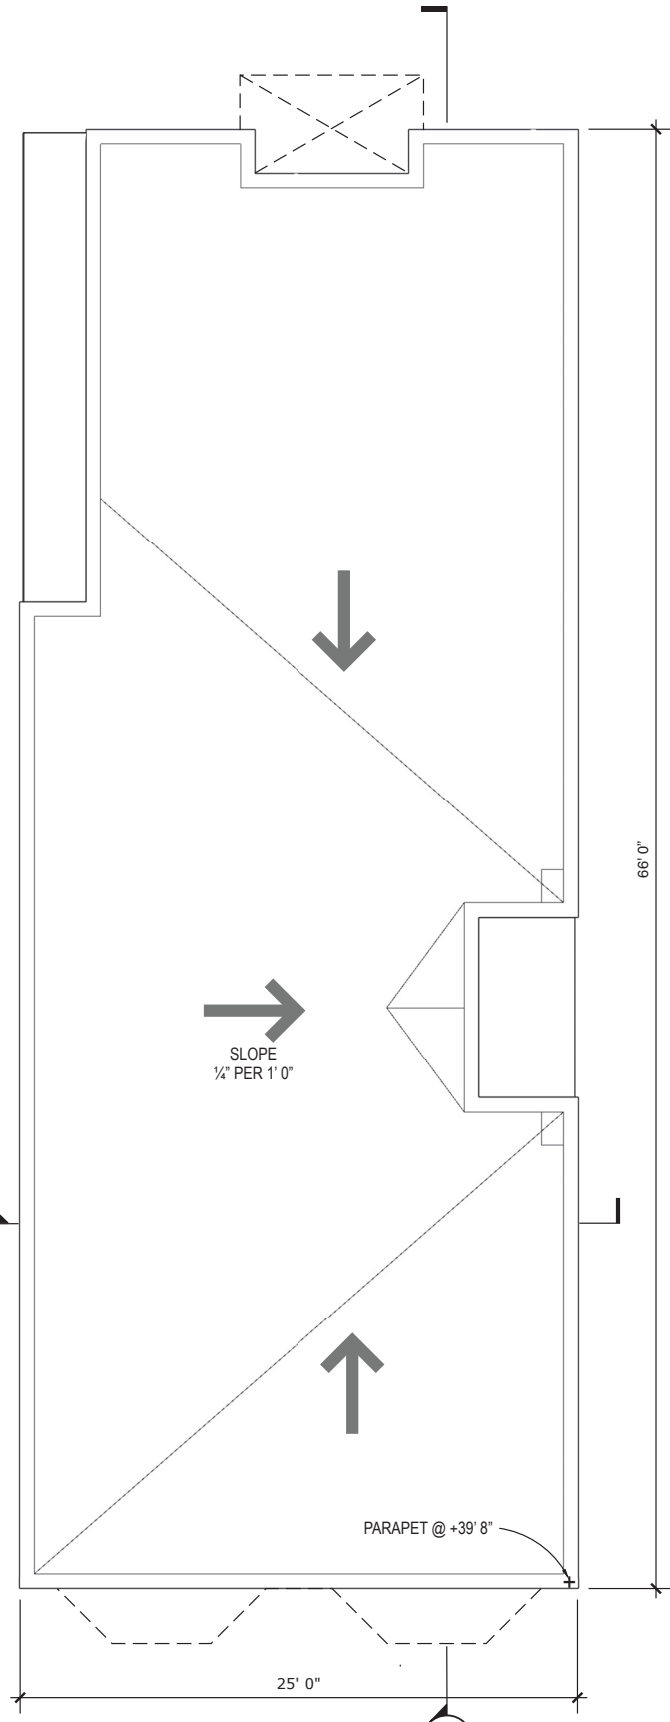 66' 0”
SLOPE
¼” PER 1' 0”
PARAPET @ +39' 8”
25' 0"